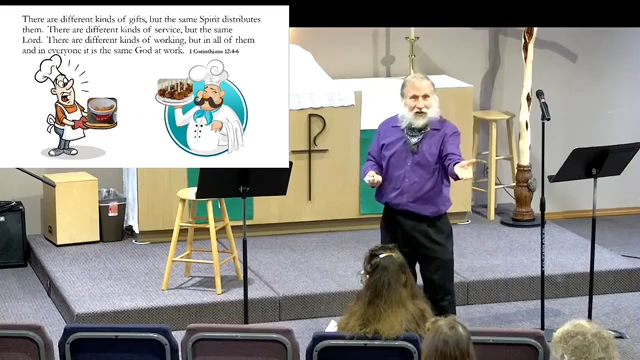 There are different kinds of gifts, but the same Spirit distributes
them. There are different kinds of service, but the same
Lord. There are different kinds of working, but in all of them
and in everyone it is the same God at work. 1 Corinthians 12:4-6